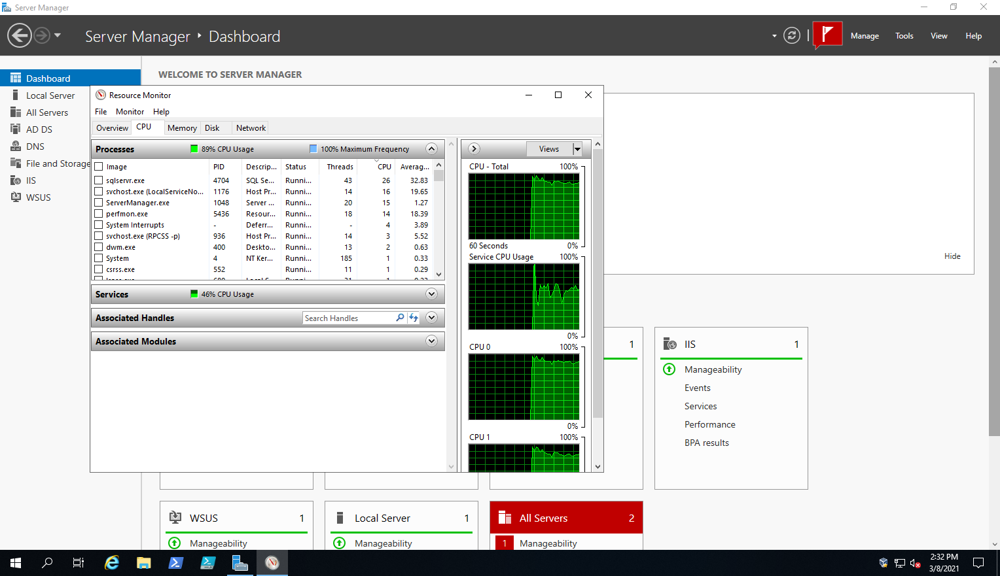 Server Manager
Server Manager ‣ Dashboard
Manage Tools View Help
WELCOME TO SERVER MANAGER
Dashboard
Local Server
All Servers
AD DS
DNS
File and Storage
IIS
WSUS
Resource Monitor
File Monitor Help
Overview CPU Memory Disk Network
Processes 89% CPU Usage 100% Maximum Frequency
Image PID Descrip... Status Threads CPU Averag...
sqlservr.exe 4704 SQL Se... Runni... 43 26 32.83
svchost.exe (LocalServiceNo... 1176 Host Pr... Runni... 14 16 19.65
ServerManager.exe 1048 Server ... Runni... 20 15 1.27
perfmon.exe 5436 Resour... Runni... 18 14 18.39
System Interrupts - Deferr... Runni... - 4 3.89
svchost.exe (RPCSS -p) 936 Host Pr... Runni... 14 3 5.52
dwm.exe 400 Deskto... Runni... 13 2 0.63
System 4 NT Ker... Runni... 185 1 0.33
csrss.exe 552 Runni... 11 1 0.29
Services 46% CPU Usage
Associated Handles Search Handles
Associated Modules
Views
CPU - Total 100%
60 Seconds 0%
Service CPU Usage 100%
0%
CPU 0 100%
0%
CPU 1 100%
Hide
1
IIS 1
Manageability
Events
Services
Performance
BPA results
WSUS 1
Manageability
Local Server 1
Manageability
All Servers 2
1 Manageability
2:32 PM
3/8/2021